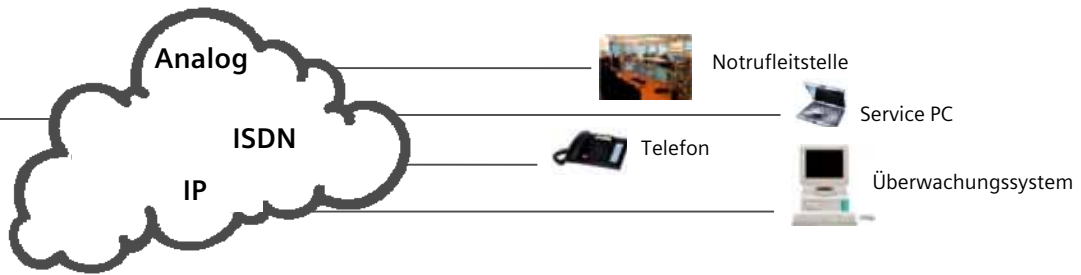 Analog
Notrufleitstelle
Service PC
ISDN
Telefon
IP
Überwachungssystem